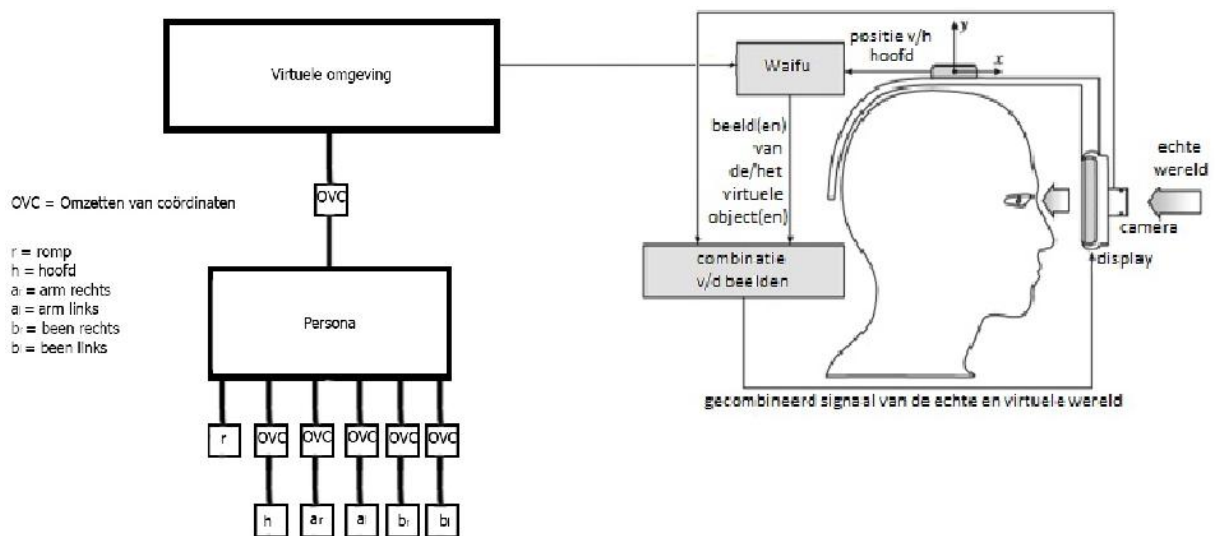 Virtuele omgeving
OVC
OVC = Omzetten van coördinaten
r = romp
h = hoofd
aᵣ = arm rechts
aₗ = arm links
bᵣ = been rechts
bₗ = been links
Persona
r
OVC
OVC
OVC
OVC
OVC
h
aᵣ
aₗ
bᵣ
bₗ
Waifu
positie v/h
hoofd
y
x
beeld(en)
van
de/het
virtuele
object(en)
combinatie
v/d beelden
echte
wereld
camera
display
gecombineerd signaal van de echte en virtuele wereld